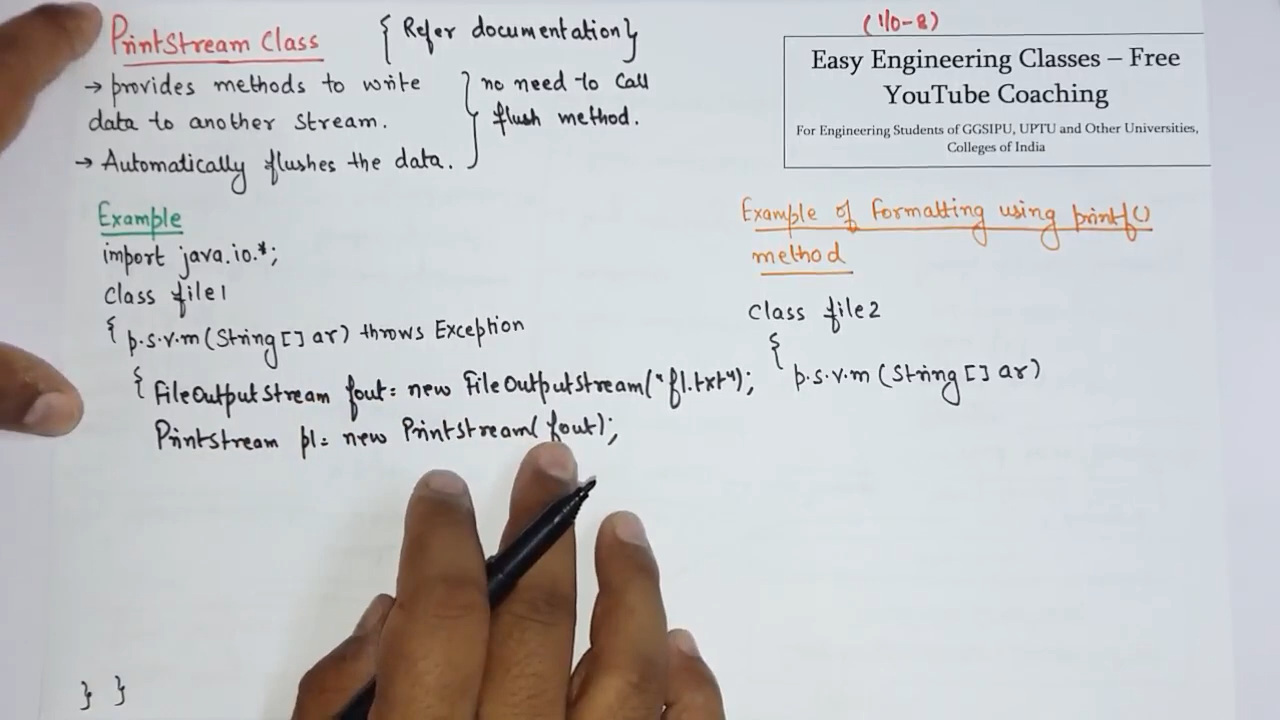 PrintStream Class { Refer documentation}
→ provides methods to write
data to another stream.
→ Automatically flushes the data.
no need to call
flush method.
(I/O-8)
Easy Engineering Classes – Free
YouTube Coaching
For Engineering Students of GGSIPU, UPTU and Other Universities,
Colleges of India
Example
import java.io.*;
Class file1
{ p.s.v.m (String [] ar) throws Exception
{ FileOutputStream fout= new FileOutputStream("f1.txt");
PrintStream p1= new PrintStream(fout);
} }
Example of formatting using printf()
method
Class file2
{
p.s.v.m (String [] ar)